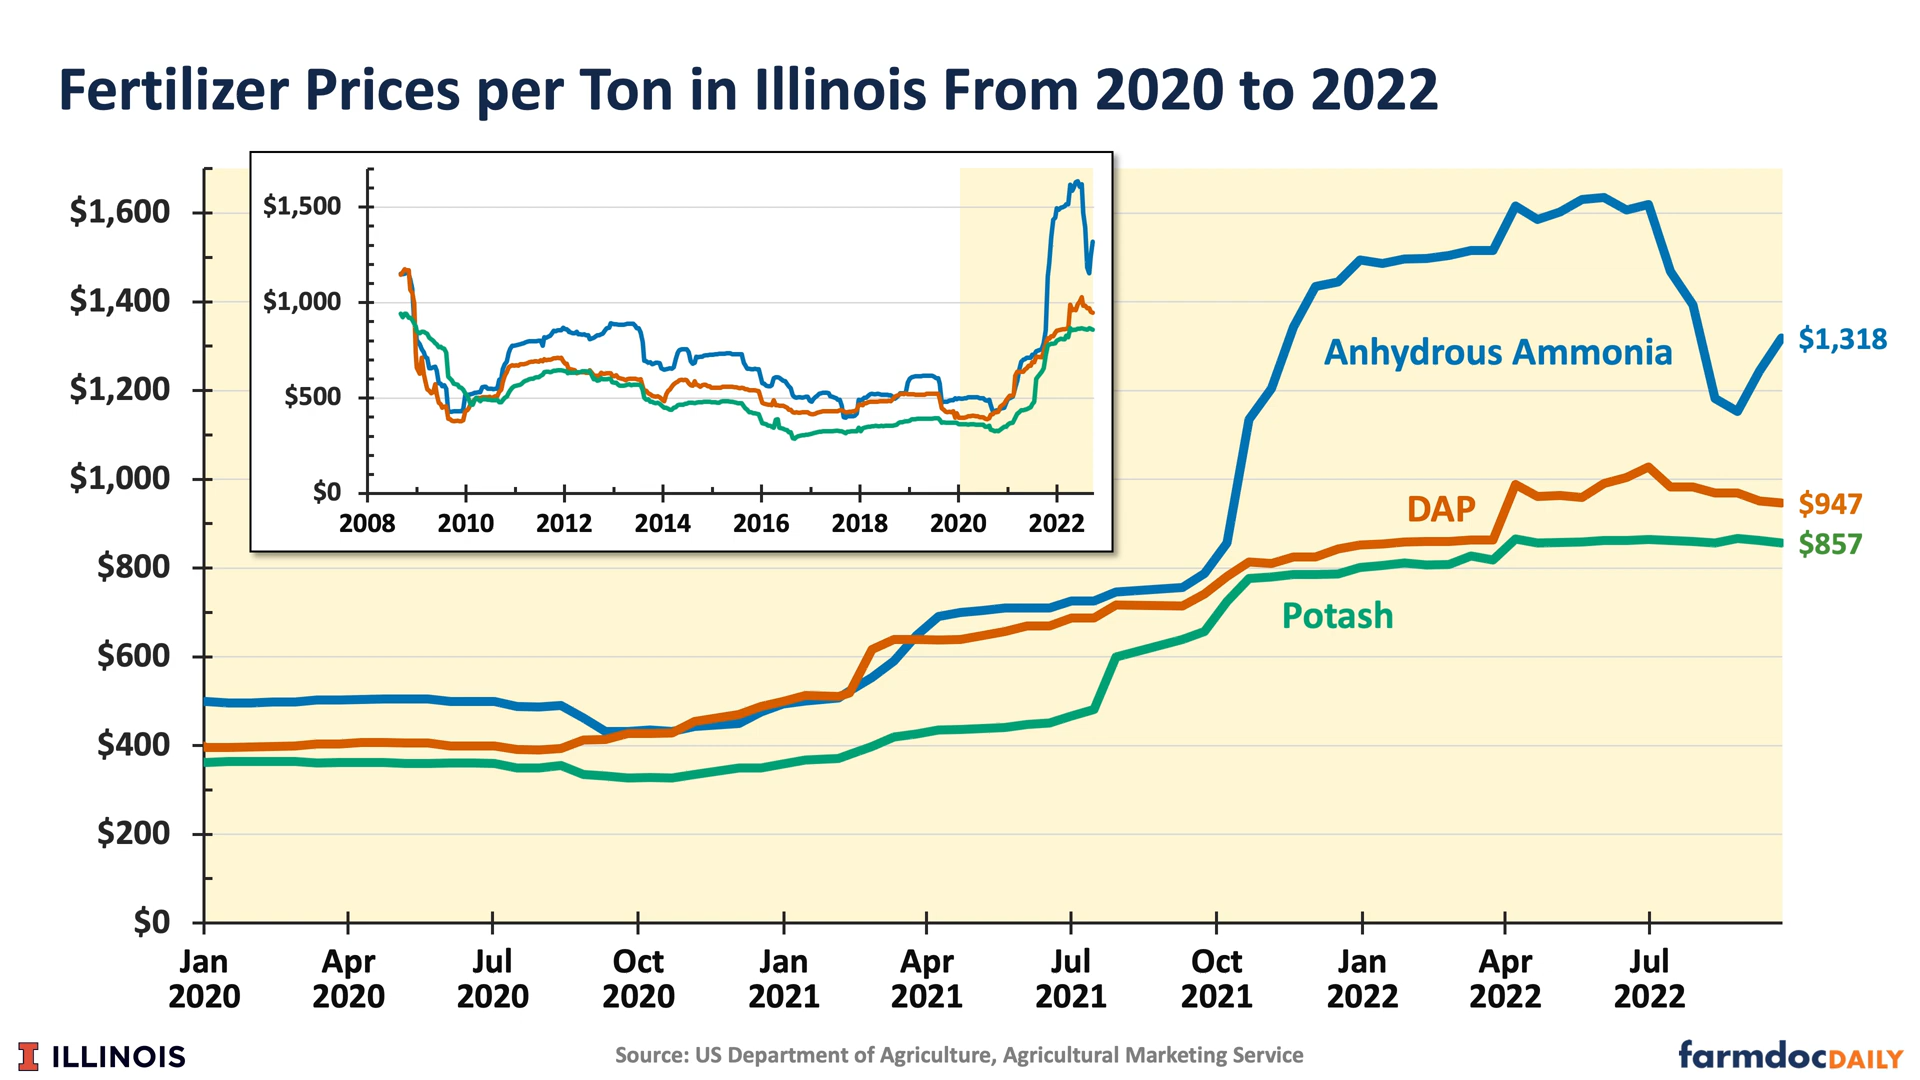 Fertilizer Prices per Ton in Illinois From 2020 to 2022
$1,600
$1,400
$1,200
$1,000
$800
$600
$400
$200
$0
$1,500
$1,000
$500
$0
2008 2010 2012 2014 2016 2018 2020 2022
Anhydrous Ammonia
DAP
Potash
$1,318
$947
$857
Jan Apr Jul Oct Jan Apr Jul Oct Jan Apr Jul
2020 2020 2020 2020 2021 2021 2021 2021 2022 2022 2022
I ILLINOIS
Source: US Department of Agriculture, Agricultural Marketing Service
farmdocDAILY